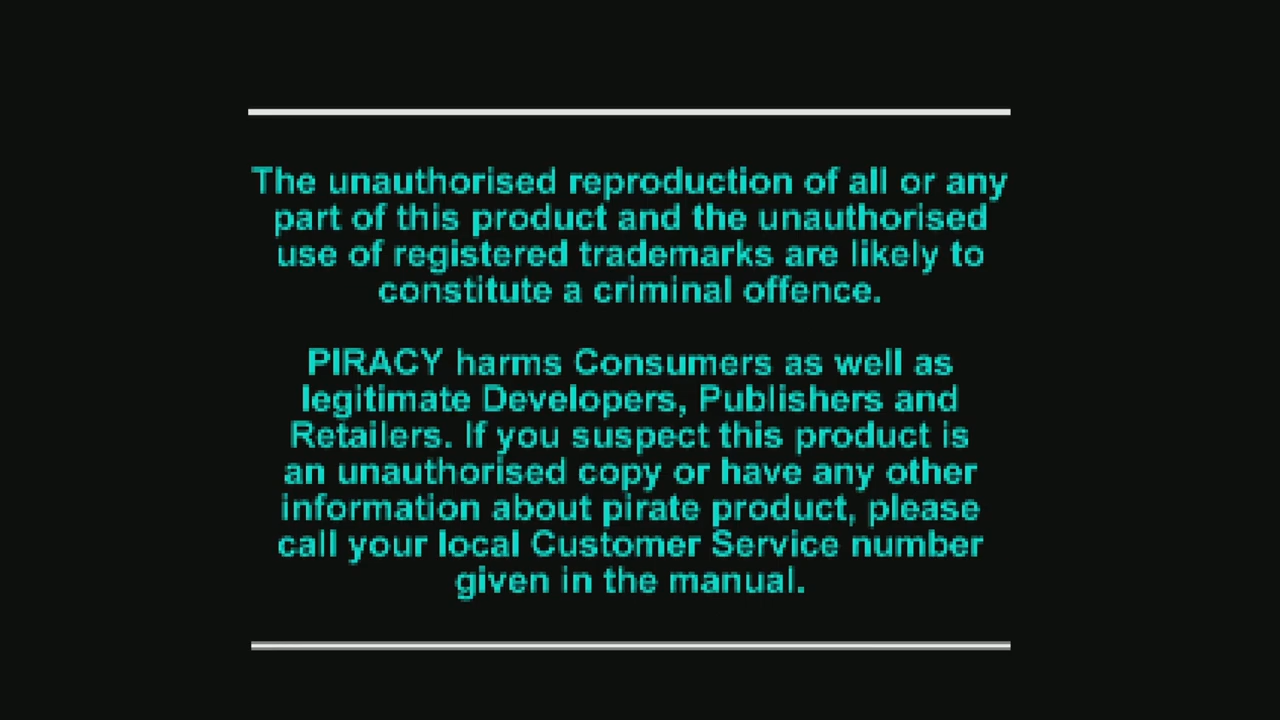 The unauthorised reproduction of all or any
part of this product and the unauthorised
use of registered trademarks are likely to
constitute a criminal offence.
PIRACY harms Consumers as well as
legitimate Developers, Publishers and
Retailers. If you suspect this product is
an unauthorised copy or have any other
information about pirate product, please
call your local Customer Service number
given in the manual.